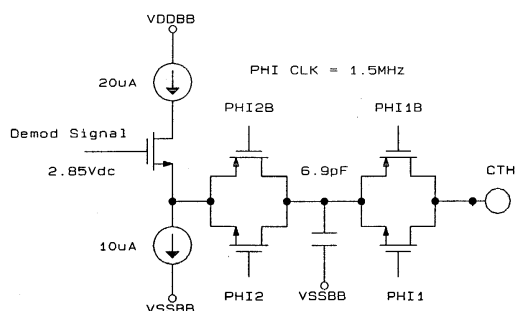 VDDBB
20uA
PHI CLK = 1.5MHz
PHI2B
PHI1B
Demod Signal
2.85Vdc
6.9pF
CTH
10uA
PHI2
VSSBB
PHI1
VSSBB